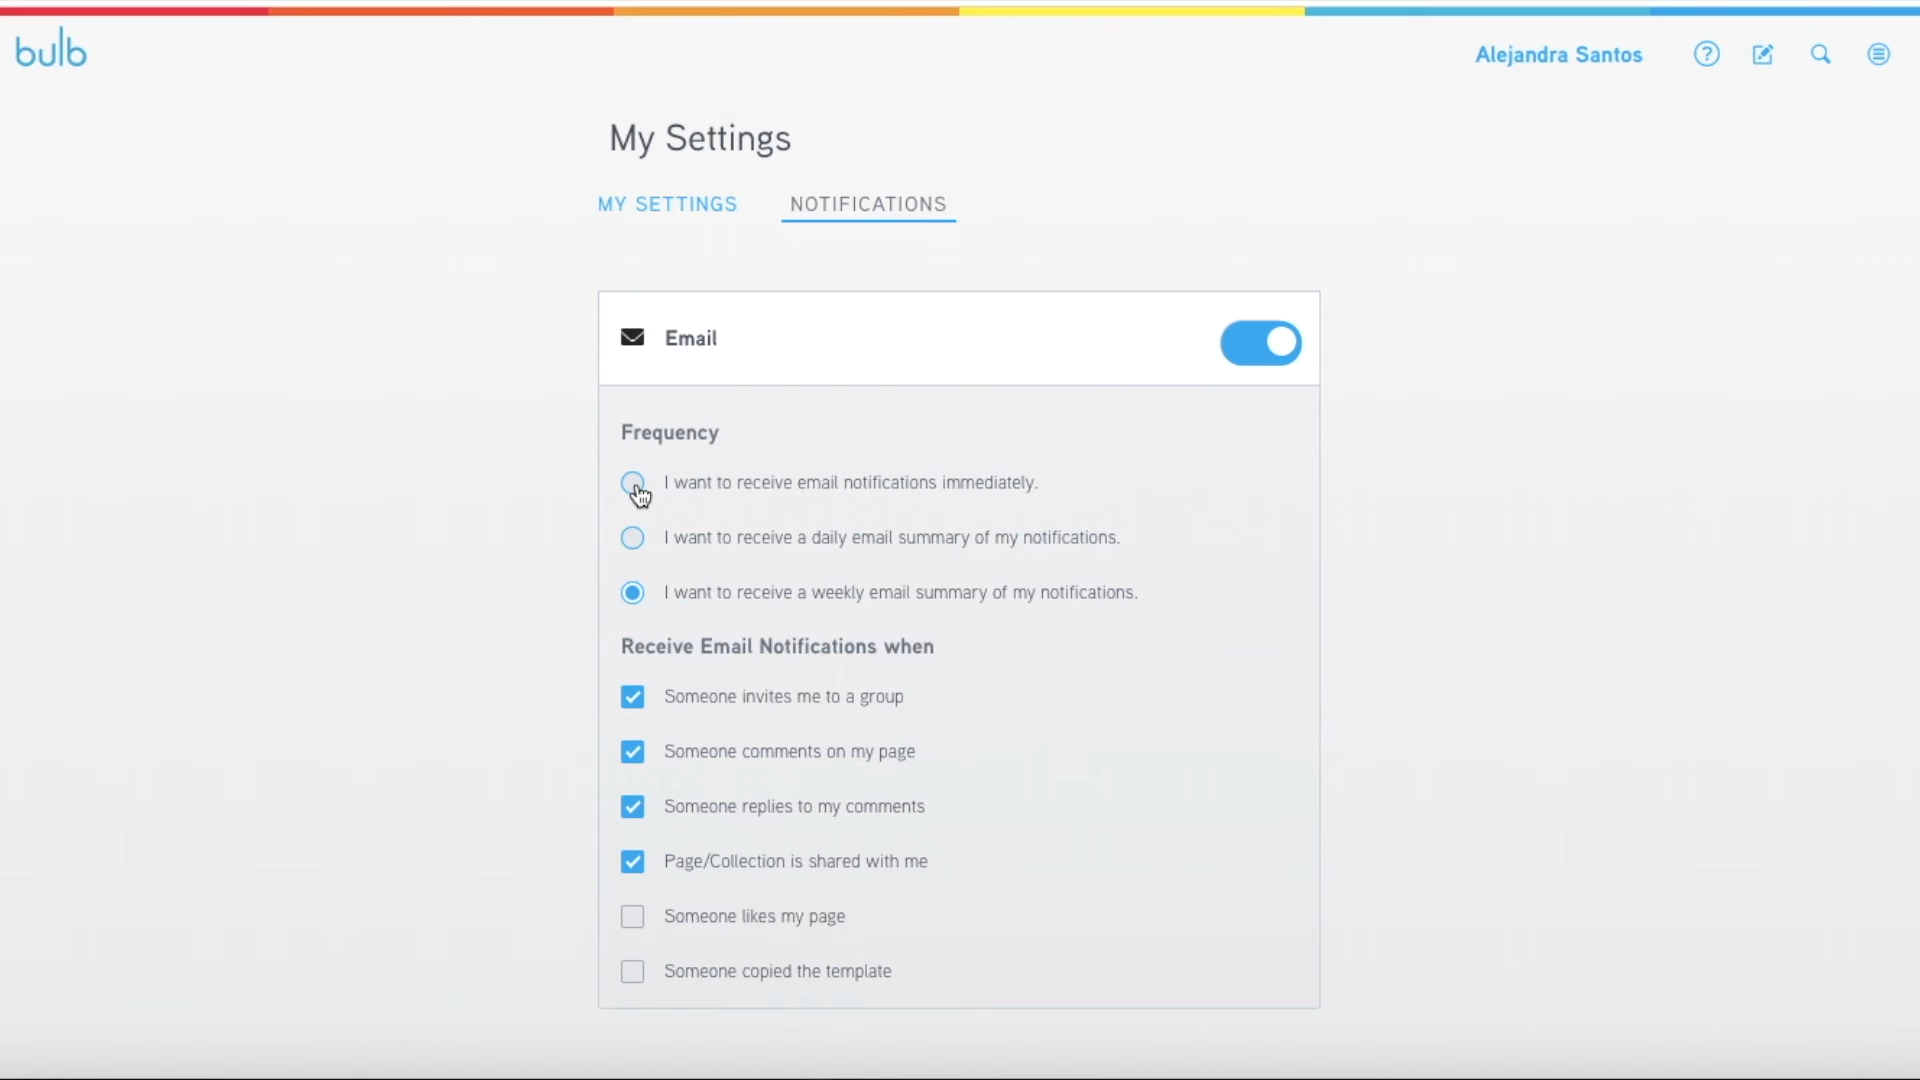 bulb
Alejandra Santos
My Settings
MY SETTINGS
NOTIFICATIONS
Email
Frequency
I want to receive email notifications immediately.
I want to receive a daily email summary of my notifications.
I want to receive a weekly email summary of my notifications.
Receive Email Notifications when
Someone invites me to a group
Someone comments on my page
Someone replies to my comments
Page/Collection is shared with me
Someone likes my page
Someone copied the template